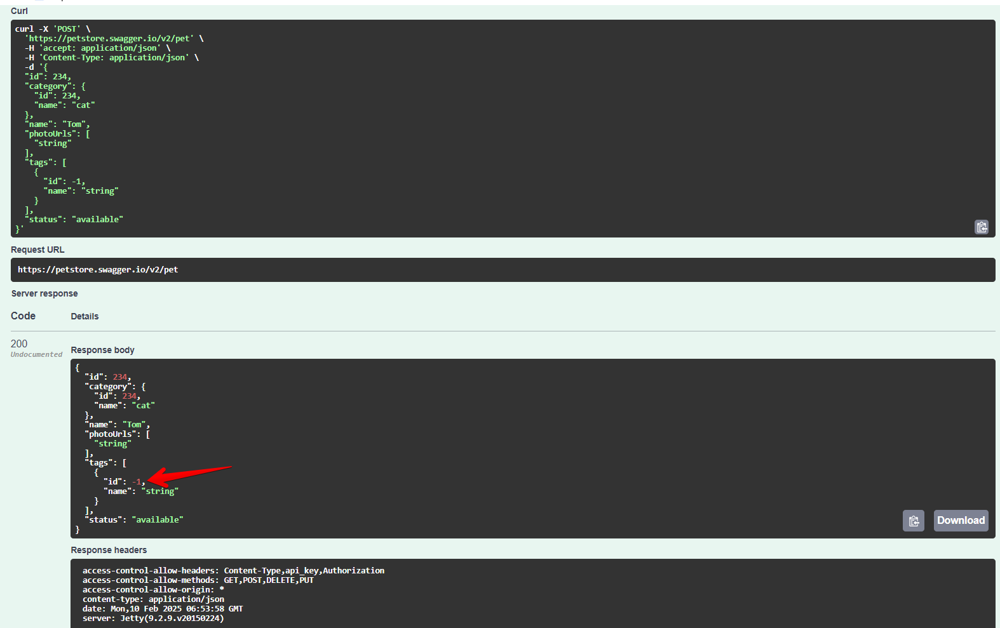 Curl
curl -X 'POST' \
  'https://petstore.swagger.io/v2/pet' \
  -H 'accept: application/json' \
  -H 'Content-Type: application/json' \
  -d '{
  "id": 234,
  "category": {
    "id": 234,
    "name": "cat"
  },
  "name": "Tom",
  "photoUrls": [
    "string"
  ],
  "tags": [
    {
      "id": -1,
      "name": "string"
    }
  ],
  "status": "available"
}'
Request URL
https://petstore.swagger.io/v2/pet
Server response
Code Details
200
Undocumented
Response body
{
  "id": 234,
  "category": {
    "id": 234,
    "name": "cat"
  },
  "name": "Tom",
  "photoUrls": [
    "string"
  ],
  "tags": [
    {
      "id": -1,
      "name": "string"
    }
  ],
  "status": "available"
}
Download
Response headers
access-control-allow-headers: Content-Type,api_key,Authorization
access-control-allow-methods: GET,POST,DELETE,PUT
access-control-allow-origin: *
content-type: application/json
date: Mon,10 Feb 2025 06:53:58 GMT
server: Jetty(9.2.9.v20150224)